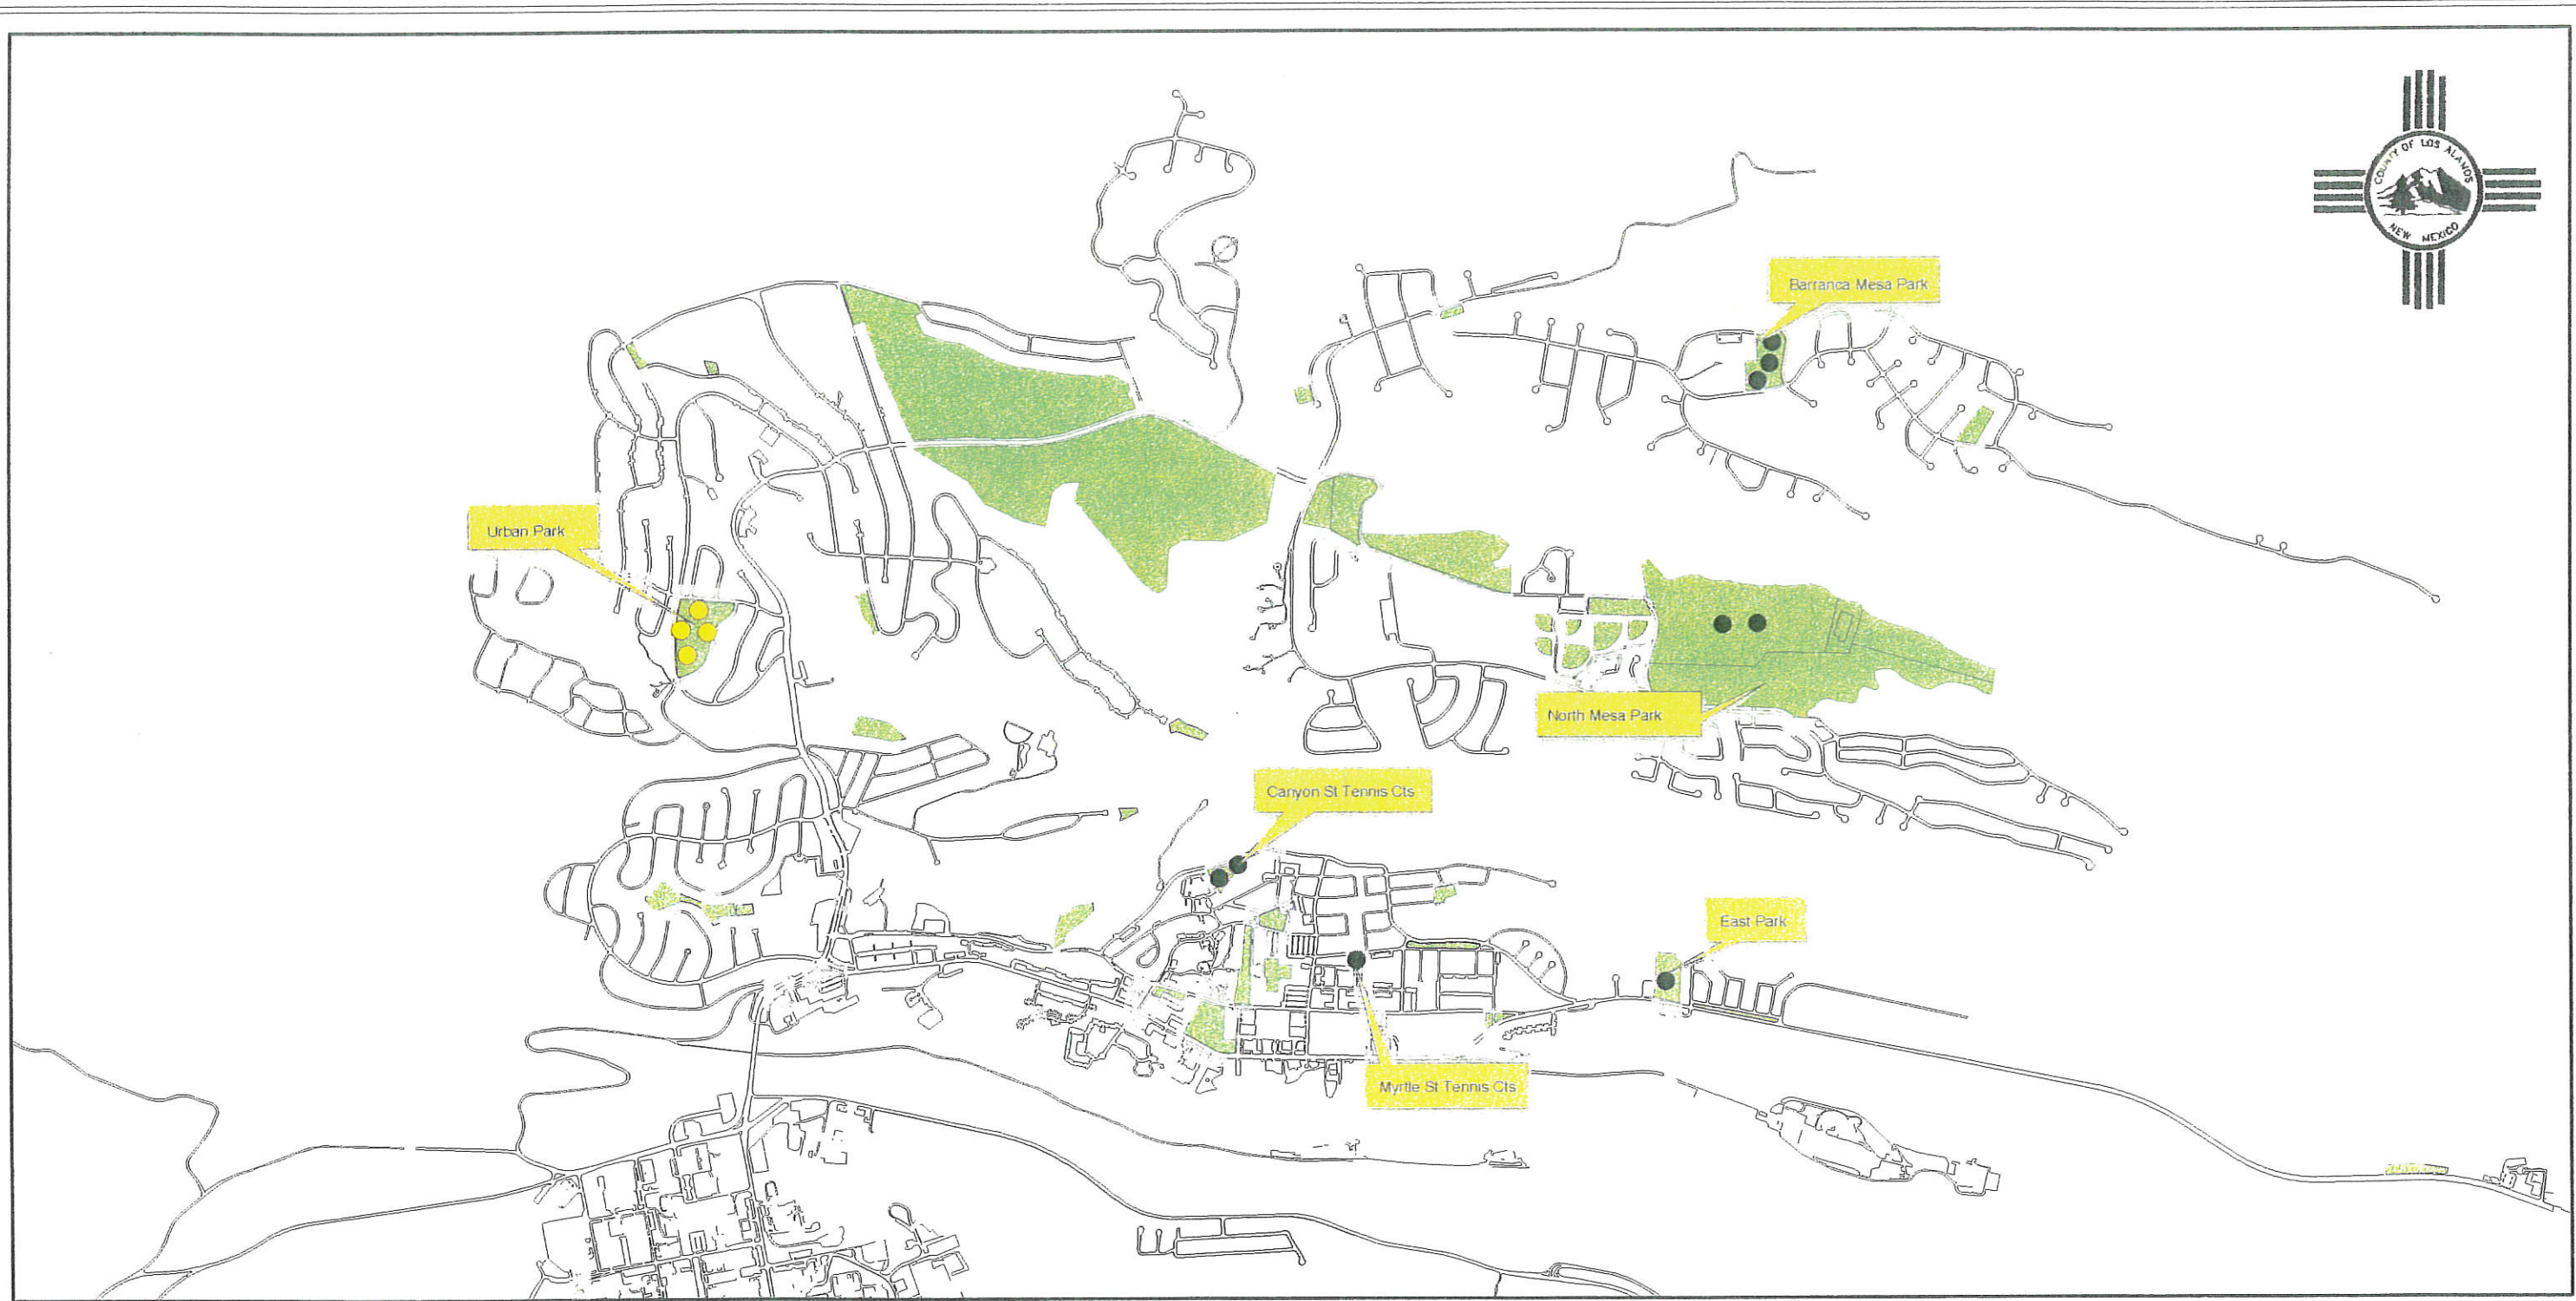 COUNTY OF LOS ALAMOS
NEW MEXICO
Barranca Mesa Park
Urban Park
North Mesa Park
Canyon St Tennis Cts
East Park
Myrtle St Tennis Cts